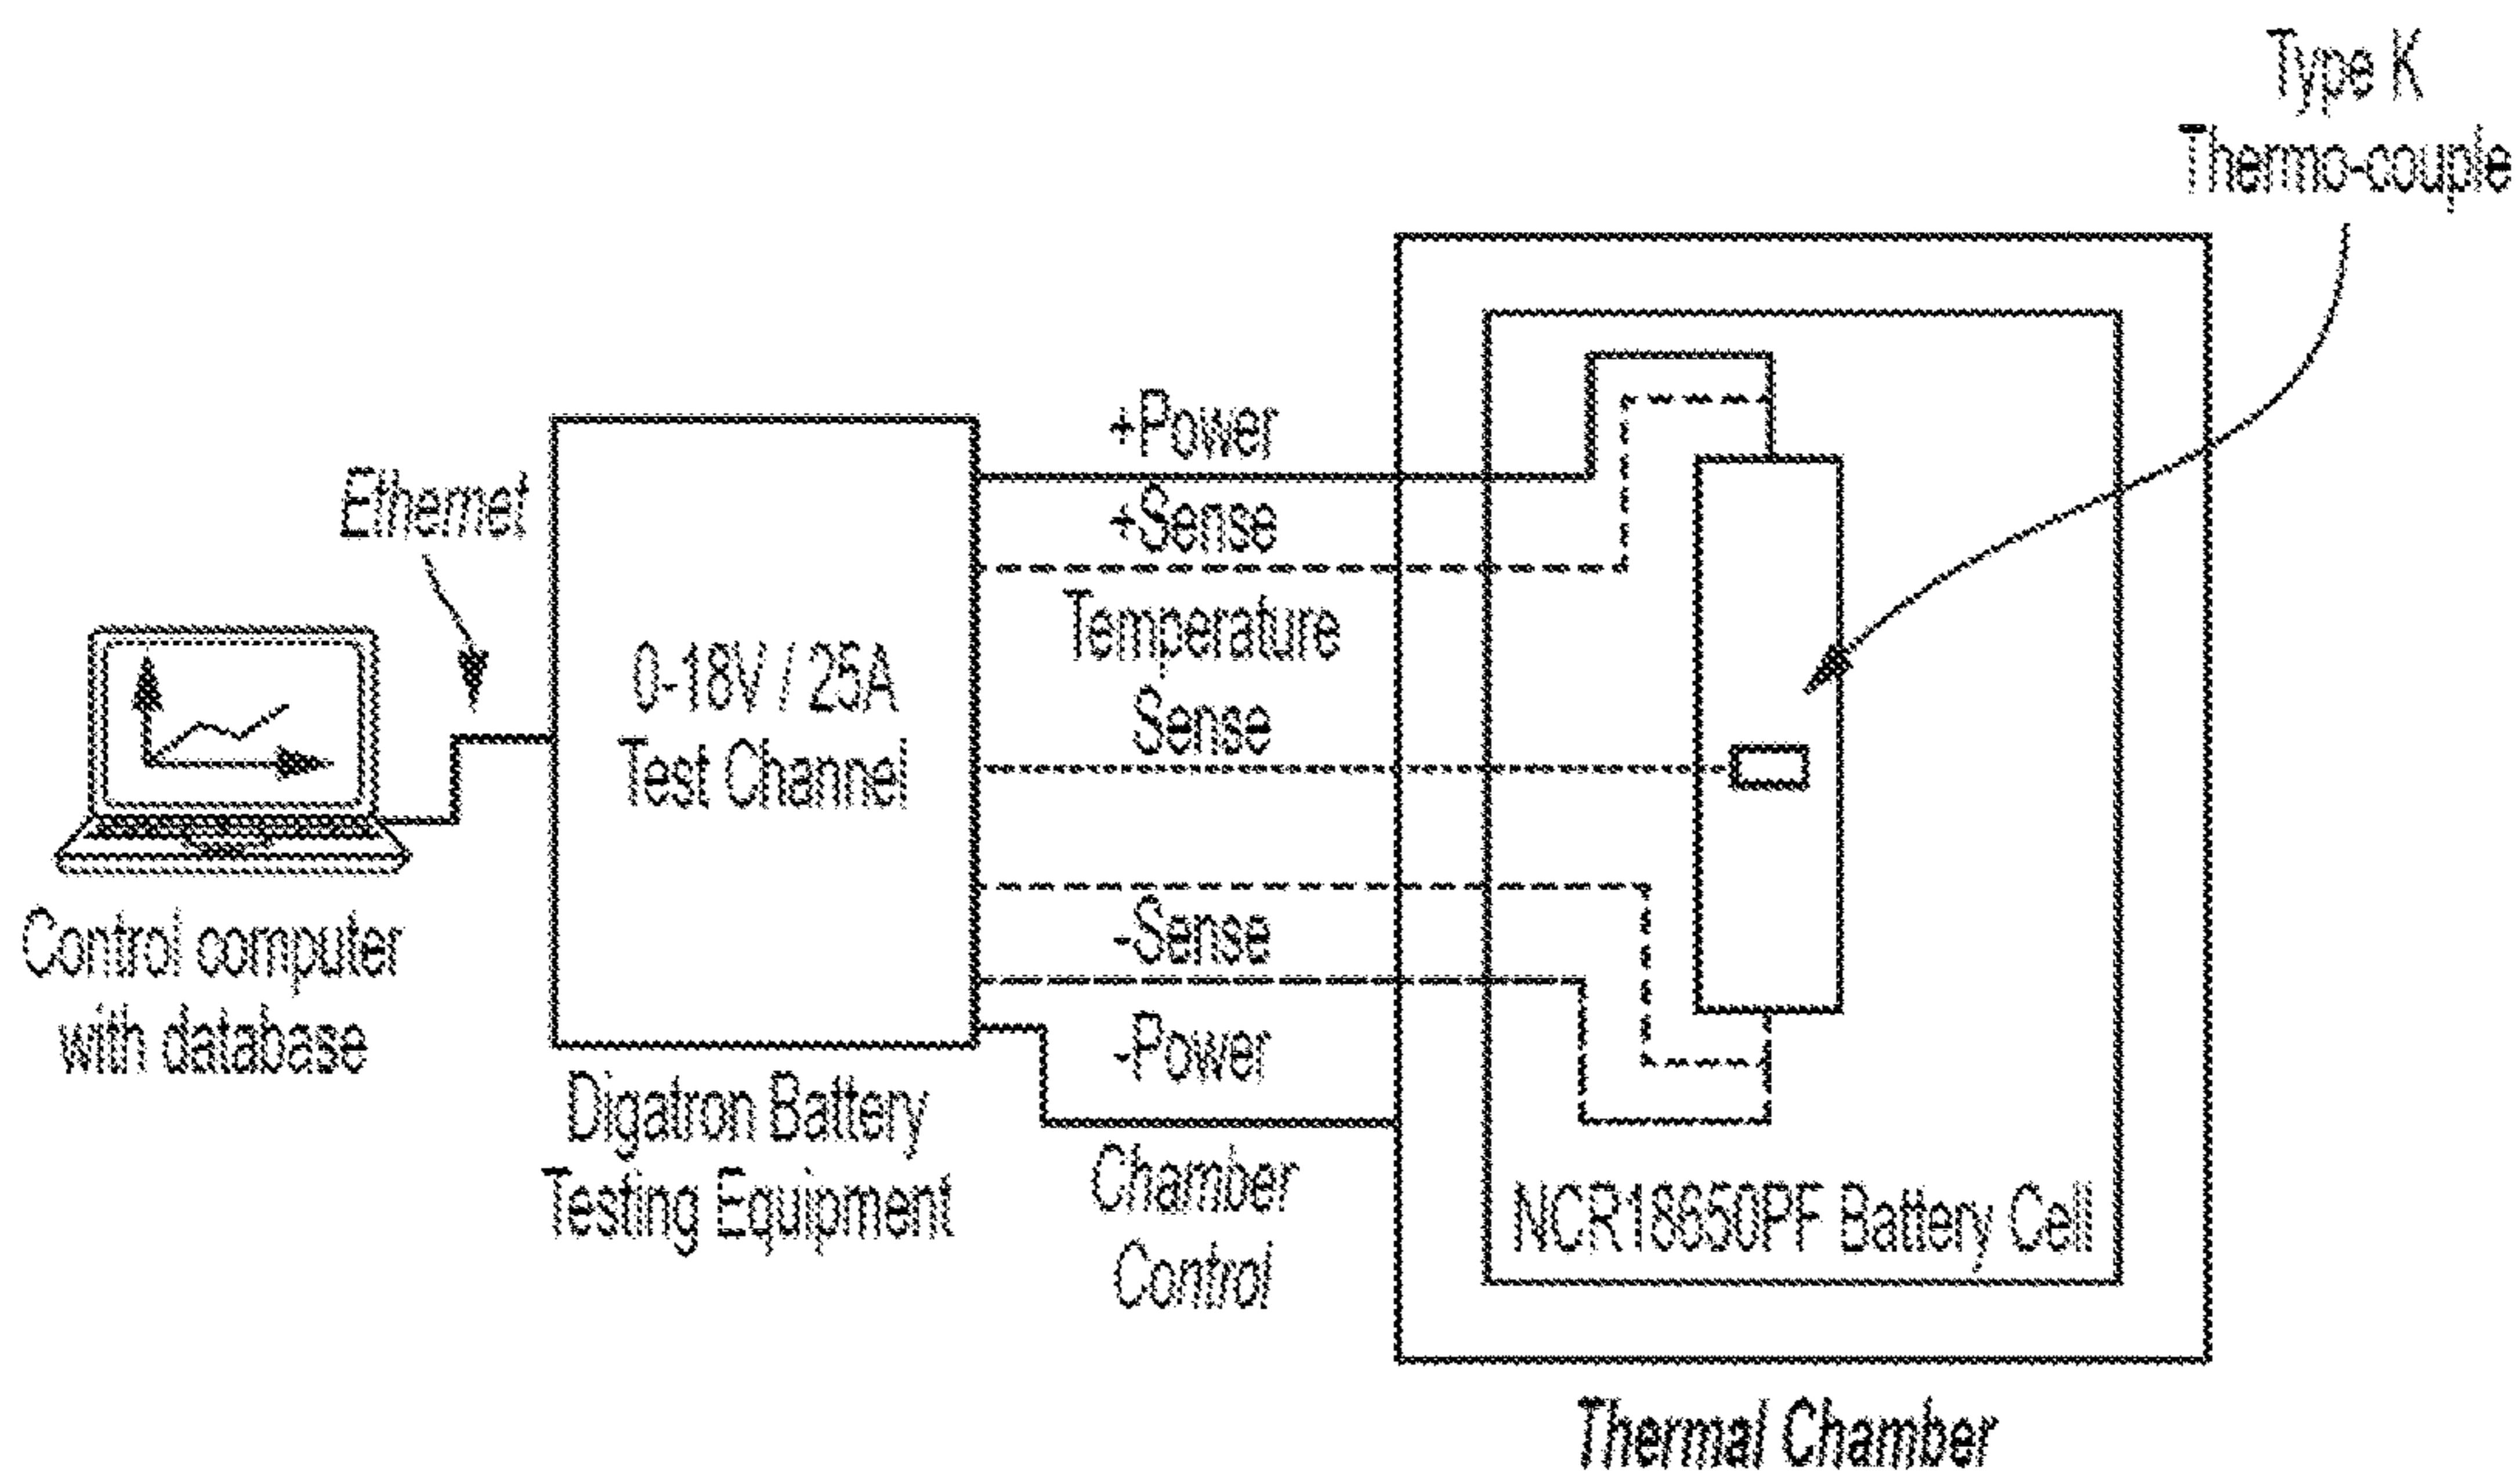 Type K
Thermo-couple
+Power
+Sense
Ethernet
Temperature
Sense
0-18V / 25A
Test Channel
-Sense
Control computer
with database
-Power
Digatron Battery
Testing Equipment
Chamber
Control
NCR18650PF Battery Cell
Thermal Chamber